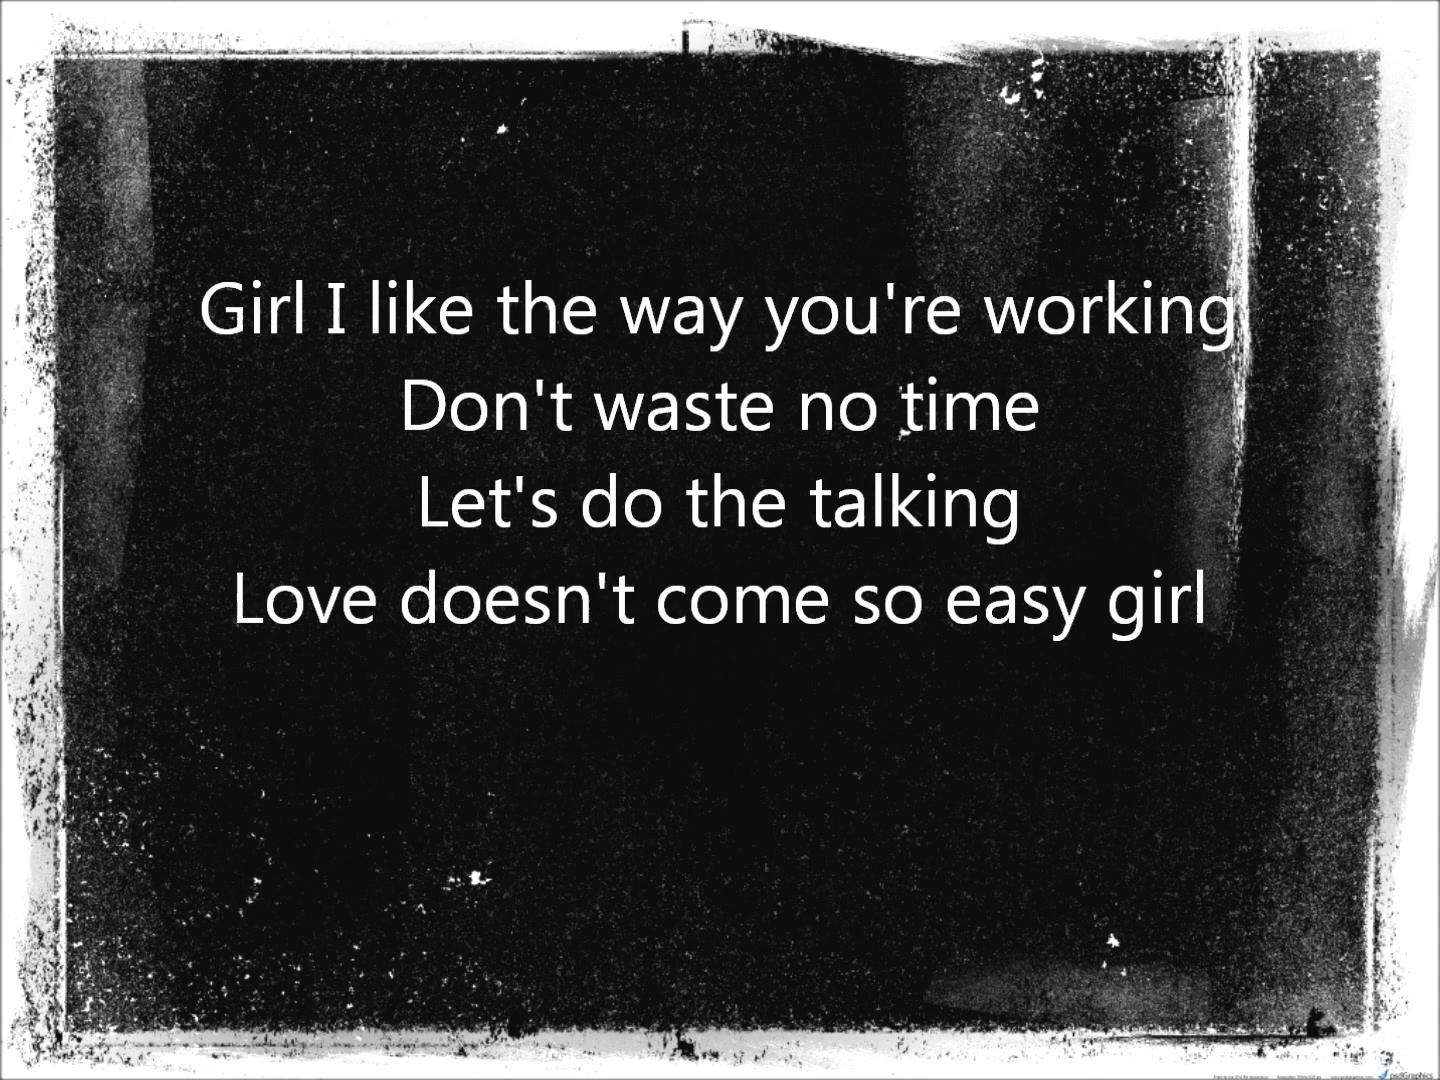 Girl I like the way you're working
Don't waste no time
Let's do the talking
Love doesn't come so easy girl
psdGraphics